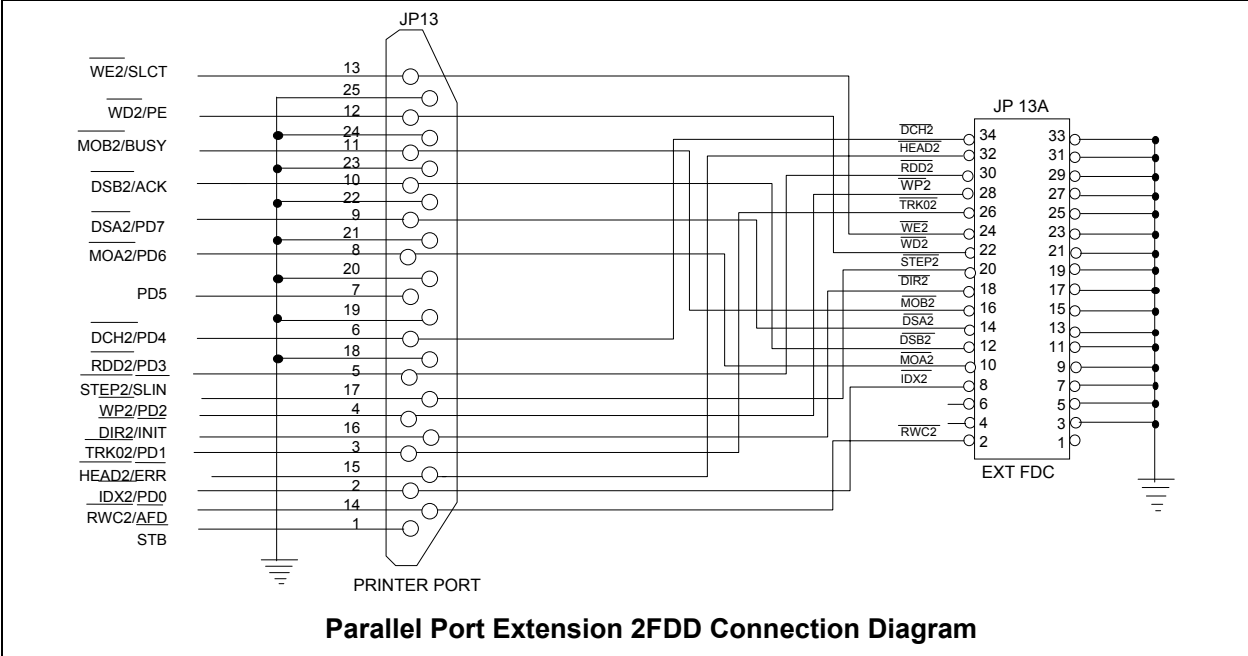 JP13
WE2/SLCT
WD2/PE
MOB2/BUSY
DSB2/ACK
DSA2/PD7
MOA2/PD6
PD5
DCH2/PD4
RDD2/PD3
STEP2/SLIN
WP2/PD2
DIR2/INIT
TRK02/PD1
HEAD2/ERR
IDX2/PD0
RWC2/AFD
STB
13
25
12
24
11
23
10
22
9
21
8
20
7
19
6
18
5
17
4
16
3
15
2
14
1
PRINTER PORT
JP 13A
DCH2
HEAD2
RDD2
WP2
TRK02
WE2
WD2
STEP2
DIR2
MOB2
DSA2
DSB2
MOA2
IDX2
RWC2
34 33
32 31
30 29
28 27
26 25
24 23
22 21
20 19
18 17
16 15
14 13
12 11
10 9
8 7
6 5
4 3
2 1
EXT FDC
Parallel Port Extension 2FDD Connection Diagram